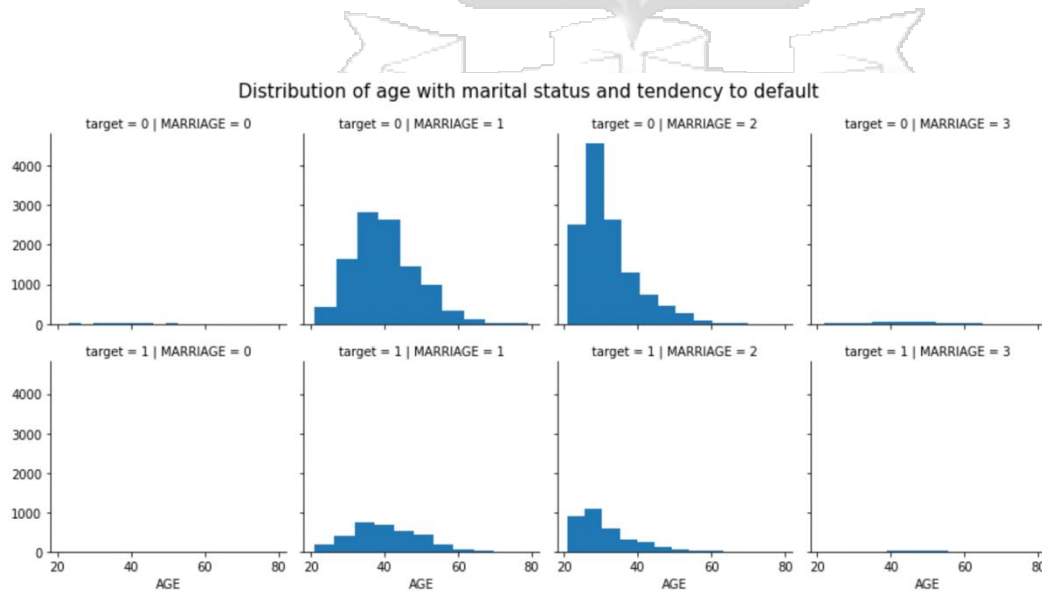 Distribution of age with marital status and tendency to default
target = 0 | MARRIAGE = 0
target = 0 | MARRIAGE = 1
target = 0 | MARRIAGE = 2
target = 0 | MARRIAGE = 3
4000
3000
2000
1000
0
target = 1 | MARRIAGE = 0
target = 1 | MARRIAGE = 1
target = 1 | MARRIAGE = 2
target = 1 | MARRIAGE = 3
4000
3000
2000
1000
0
20 40 60 80
20 40 60 80
20 40 60 80
20 40 60 80
AGE
AGE
AGE
AGE